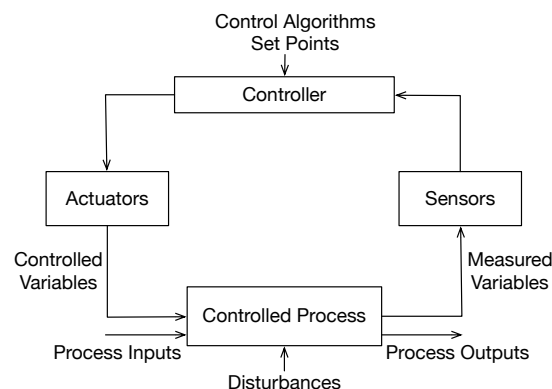 Control Algorithms
Set Points
Controller
Actuators
Sensors
Controlled
Variables
Measured
Variables
Controlled Process
Process Inputs
Process Outputs
Disturbances